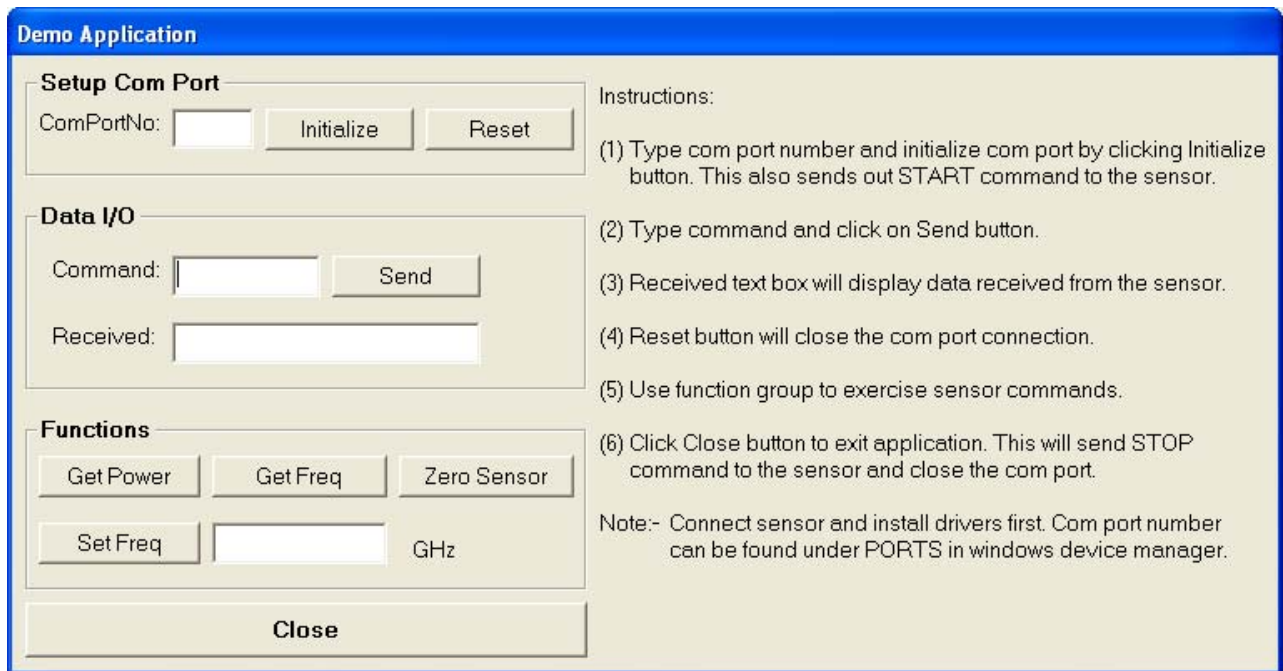 Demo Application
Setup Com Port
ComPortNo:
Initialize
Reset
Data I/O
Command:
Send
Received:
Functions
Get Power
Get Freq
Zero Sensor
Set Freq
GHz
Close
Instructions:
(1) Type com port number and initialize com port by clicking Initialize
button. This also sends out START command to the sensor.
(2) Type command and click on Send button.
(3) Received text box will display data received from the sensor.
(4) Reset button will close the com port connection.
(5) Use function group to exercise sensor commands.
(6) Click Close button to exit application. This will send STOP
command to the sensor and close the com port.
Note:- Connect sensor and install drivers first. Com port number
can be found under PORTS in windows device manager.